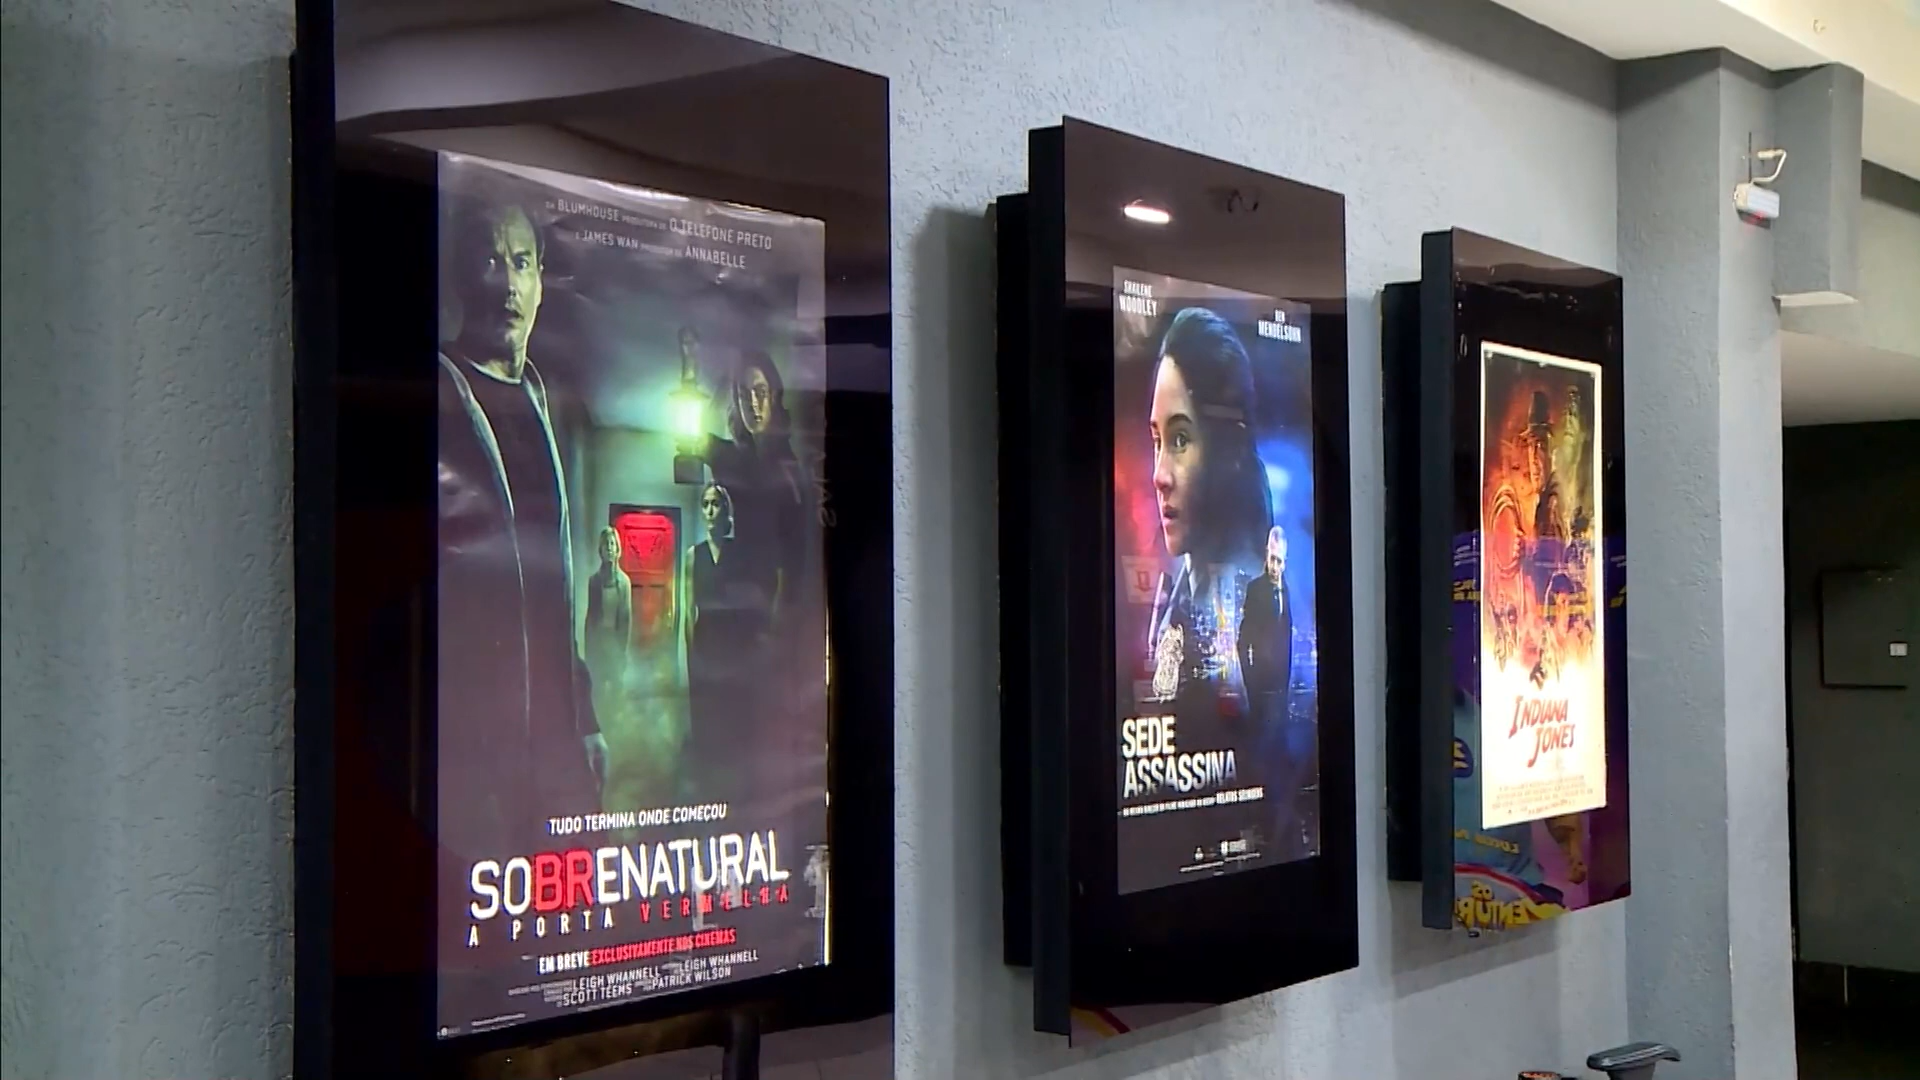 DA BLUMHOUSE PRODUTORA DE O TELEFONE PRETO
E JAMES WAN PRODUTOR DE ANNABELLE
TUDO TERMINA ONDE COMEÇOU
SOBRENATURAL
A PORTA VERMELHA
EM BREVE EXCLUSIVAMENTE NOS CINEMAS
LEIGH WHANNELL LEIGH WHANNELL
SCOTT TEEMS PATRICK WILSON
SHAILENE
WOODLEY
BEN
MENDELSOHN
SEDE
ASSASSINA
RELATOS SELVAGENS
INDIANA
JONES